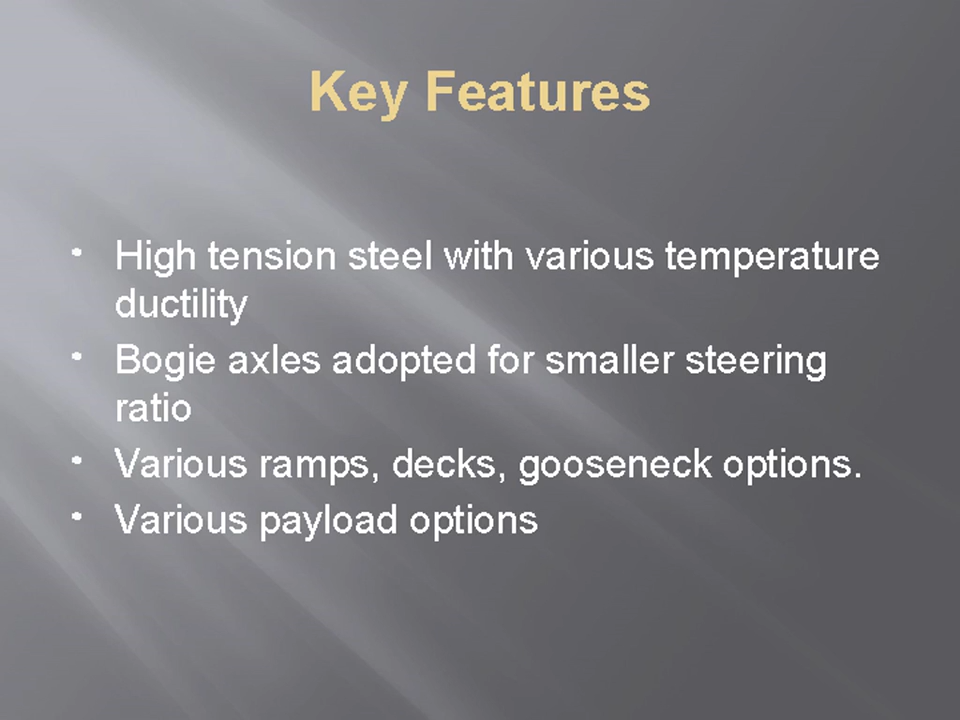 Key Features
• High tension steel with various temperature
ductility
• Bogie axles adopted for smaller steering
ratio
• Various ramps, decks, gooseneck options.
• Various payload options